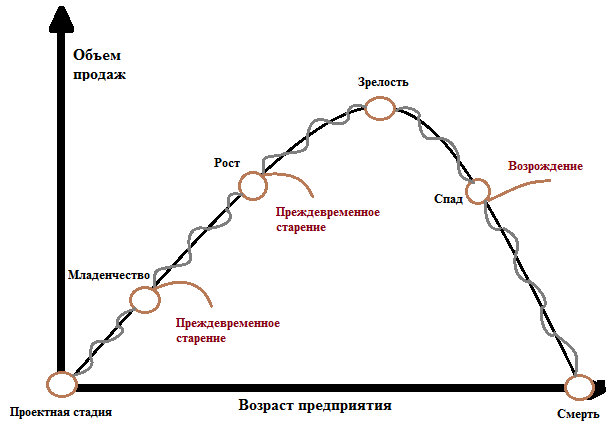 Объем
продаж
Зрелость
Рост
Возрождение
Преждевременное
старение
Спад
Младенчество
Преждевременное
старение
Проектная стадия
Возраст предприятия
Смерть